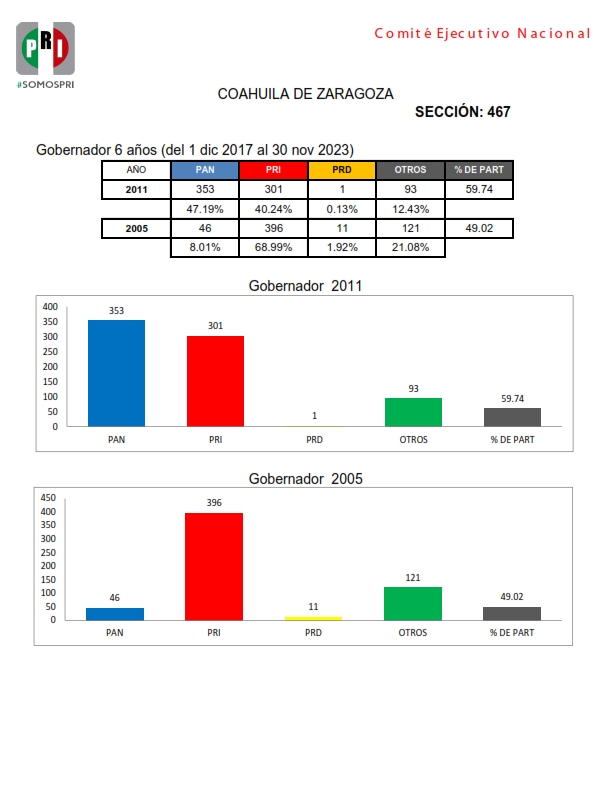 Comité Ejecutivo Nacional
PRI
#SOMOSPRI
COAHUILA DE ZARAGOZA
SECCIÓN: 467
Gobernador 6 años (del 1 dic 2017 al 30 nov 2023)
AÑO PAN PRI PRD OTROS % DE PART
2011 353 301 1 93 59.74
47.19% 40.24% 0.13% 12.43%
2005 46 396 11 121 49.02
8.01% 68.99% 1.92% 21.08%
Gobernador 2011
400
350
300
250
200
150
100
50
0
353
301
1
93
59.74
PAN PRI PRD OTROS % DE PART
Gobernador 2005
450
400
350
300
250
200
150
100
50
0
46
396
11
121
49.02
PAN PRI PRD OTROS % DE PART